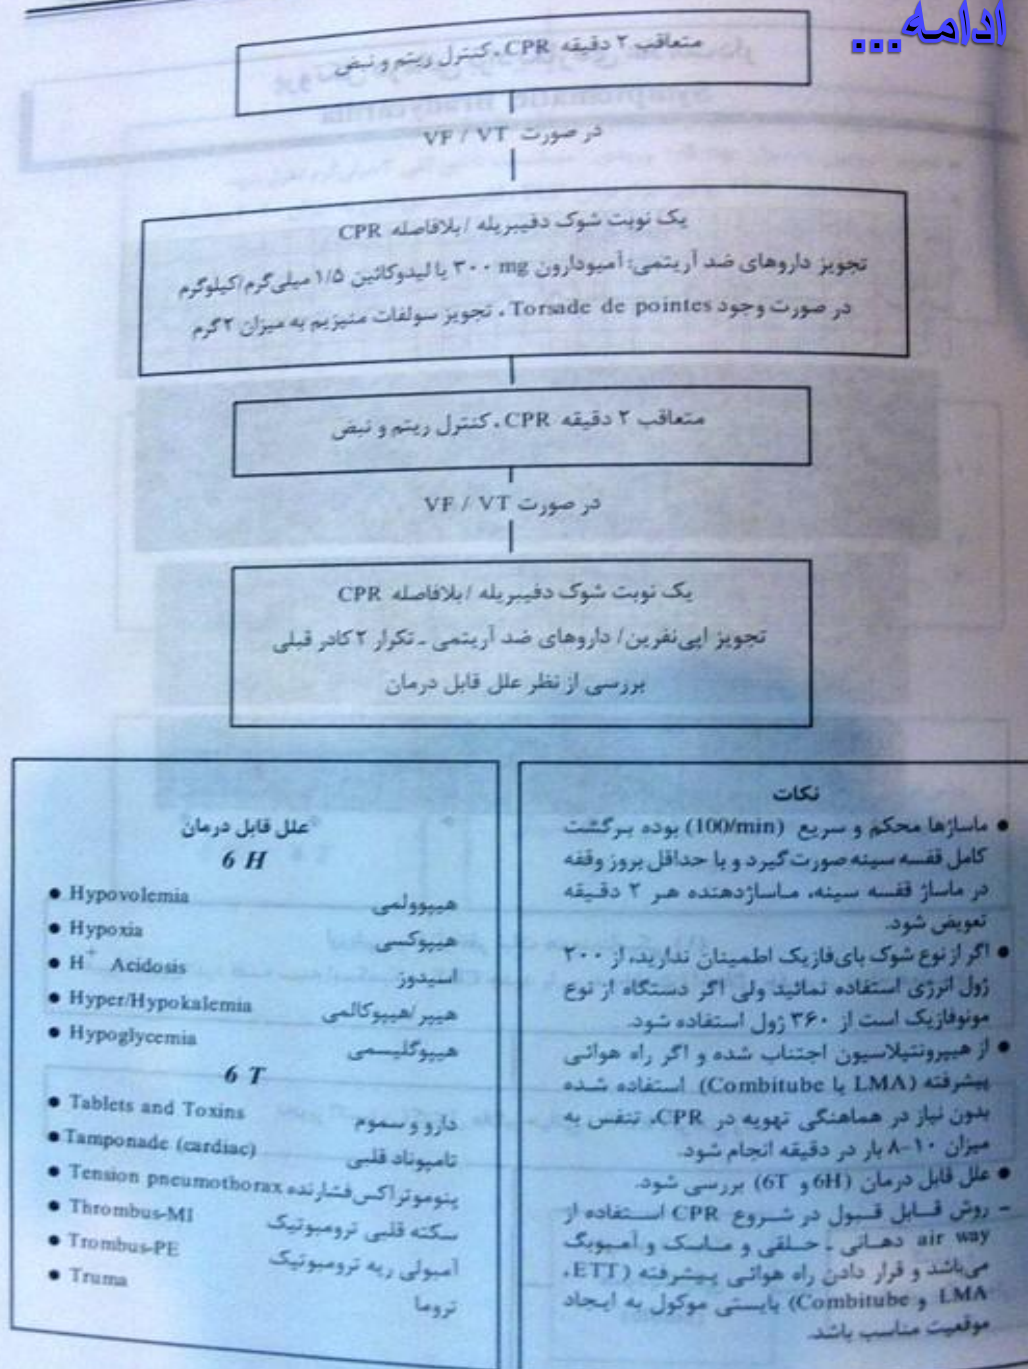 ادامه...
متعاقب ۲ دقیقه CPR، کنترل ریتم و نبض
در صورت VF / VT
یک نوبت شوک دفیبریله / بلافاصله CPR
تجویز داروهای ضد آریتمی: آمیودارون ۳۰۰ mg یا لیدوکائین ۱/۵ میلی‌گرم/کیلوگرم
در صورت وجود Torsade de pointes، تجویز سولفات منیزیم به میزان ۲ گرم
متعاقب ۲ دقیقه CPR، کنترل ریتم و نبض
در صورت VF / VT
یک نوبت شوک دفیبریله / بلافاصله CPR
تجویز اپی‌نفرین/ داروهای ضد آریتمی ـ تکرار ۲ کادر قبلی
بررسی از نظر علل قابل درمان
نکات
● ماساژها محکم و سریع (100/min) بوده برگشت
کامل قفسه سینه صورت گیرد و با حداقل بروز وقفه
در ماساژ قفسه سینه، ماساژدهنده هر ۲ دقیقه
تعویض شود.
● اگر از نوع شوک بای‌فازیک اطمینان ندارید، از ۲۰۰
ژول انرژی استفاده نمائید ولی اگر دستگاه از نوع
مونوفازیک است از ۳۶۰ ژول استفاده شود.
● از هیپرونتیلاسیون اجتناب شده و اگر راه هوائی
پیشرفته (LMA یا Combitube) استفاده شده
بدون نیاز در هماهنگی تهویه در CPR، تنفس به
میزان ۱۰-۸ بار در دقیقه انجام شود.
● علل قابل درمان (6H و 6T) بررسی شود.
– روش قابل قبول در شروع CPR استفاده از
air way دهانی ـ حلقی و ماسک و آمبوبگ
می‌باشد و قرار دادن راه هوائی پیشرفته (ETT،
LMA و Combitube) بایستی موکول به ایجاد
موقعیت مناسب باشد.
علل قابل درمان
6 H
● Hypovolemia هیپوولمی
● Hypoxia هیپوکسی
● H+ Acidosis اسیدوز
● Hyper/Hypokalemia هیپر/هیپوکالمی
● Hypoglycemia هیپوگلیسمی
6 T
● Tablets and Toxins دارو و سموم
● Tamponade (cardiac) تامپوناد قلبی
● Tension pneumothorax پنوموتراکس فشارنده
● Thrombus-MI سکته قلبی ترومبوتیک
● Trombus-PE آمبولی ریه ترومبوتیک
● Truma تروما